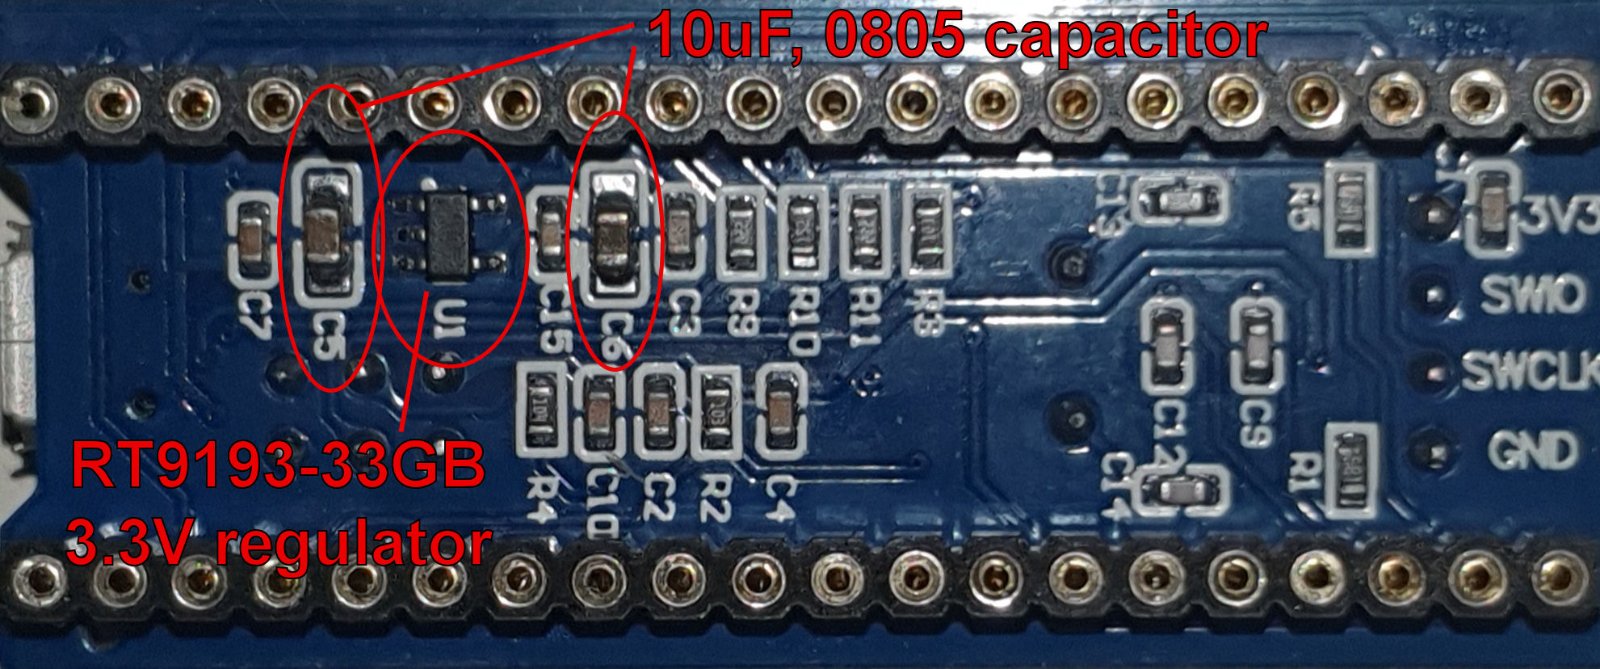 10uF, 0805 capacitor
C7
C5
U1
C15
C6
C3
R9
R10
R11
R8
C13
R5
3V3
SWIO
SWCLK
GND
R4
C10
C2
R2
C4
C12
C9
C14
R1
RT9193-33GB
3.3V regulator